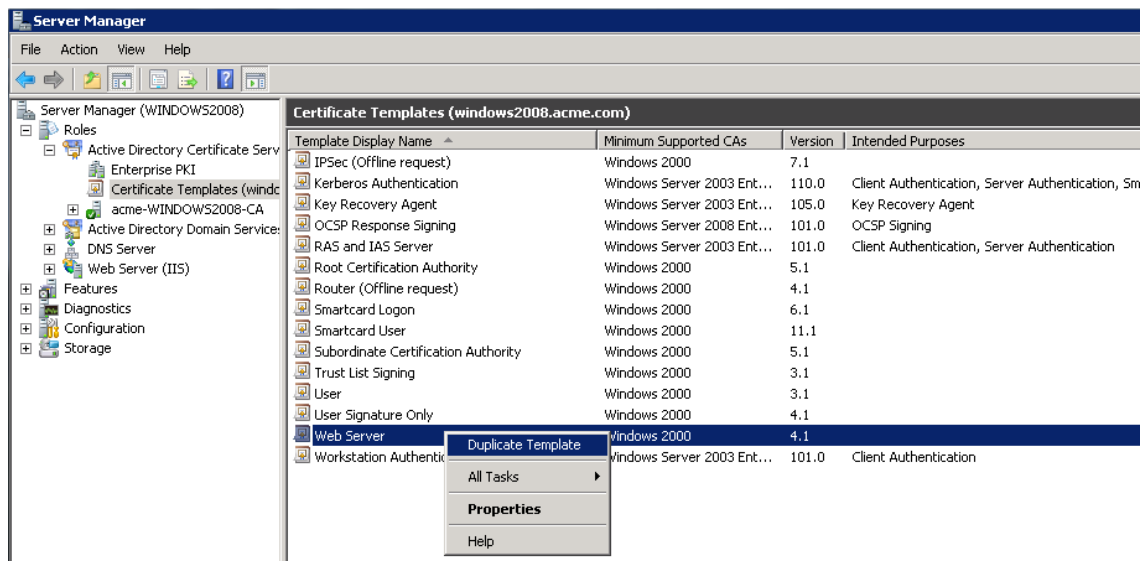 Server Manager
File Action View Help
Server Manager (WINDOWS2008)
Roles
Active Directory Certificate Serv
Enterprise PKI
Certificate Templates (windc
acme-WINDOWS2008-CA
Active Directory Domain Service
DNS Server
Web Server (IIS)
Features
Diagnostics
Configuration
Storage
Certificate Templates (windows2008.acme.com)
Template Display Name Minimum Supported CAs Version Intended Purposes
IPSec (Offline request) Windows 2000 7.1
Kerberos Authentication Windows Server 2003 Ent... 110.0 Client Authentication, Server Authentication, Sm
Key Recovery Agent Windows Server 2003 Ent... 105.0 Key Recovery Agent
OCSP Response Signing Windows Server 2008 Ent... 101.0 OCSP Signing
RAS and IAS Server Windows Server 2003 Ent... 101.0 Client Authentication, Server Authentication
Root Certification Authority Windows 2000 5.1
Router (Offline request) Windows 2000 4.1
Smartcard Logon Windows 2000 6.1
Smartcard User Windows 2000 11.1
Subordinate Certification Authority Windows 2000 5.1
Trust List Signing Windows 2000 3.1
User Windows 2000 3.1
User Signature Only Windows 2000 4.1
Web Server Windows 2000 4.1
Workstation Authentic Windows Server 2003 Ent... 101.0 Client Authentication
Duplicate Template
All Tasks
Properties
Help